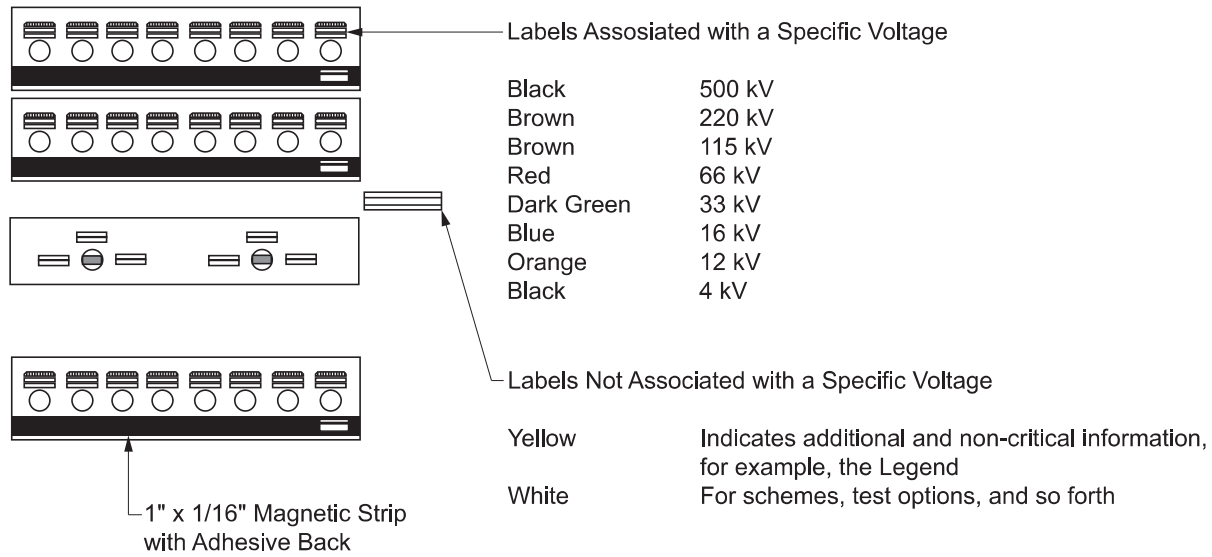 Labels Assosiated with a Specific Voltage
Black 500 kV
Brown 220 kV
Brown 115 kV
Red 66 kV
Dark Green 33 kV
Blue 16 kV
Orange 12 kV
Black 4 kV
Labels Not Associated with a Specific Voltage
Yellow Indicates additional and non-critical information,
for example, the Legend
White For schemes, test options, and so forth
1" x 1/16" Magnetic Strip
with Adhesive Back